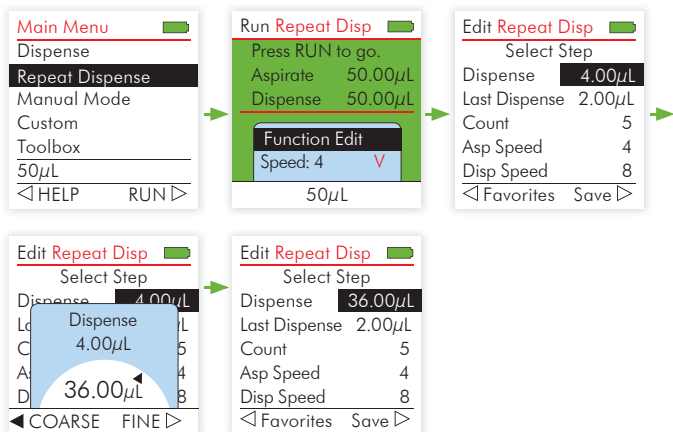 Main Menu
Dispense
Repeat Dispense
Manual Mode
Custom
Toolbox
50µL
◁ HELP RUN ▷
Run Repeat Disp
Press RUN to go.
Aspirate 50.00µL
Dispense 50.00µL
Function Edit
Speed: 4 V
50µL
Edit Repeat Disp
Select Step
Dispense 4.00µL
Last Dispense 2.00µL
Count 5
Asp Speed 4
Disp Speed 8
◁ Favorites Save ▷
Edit Repeat Disp
Select Step
Dispense 4.00µL
Dispense
4.00µL
36.00µL
◀ COARSE FINE ▷
Edit Repeat Disp
Select Step
Dispense 36.00µL
Last Dispense 2.00µL
Count 5
Asp Speed 4
Disp Speed 8
◁ Favorites Save ▷